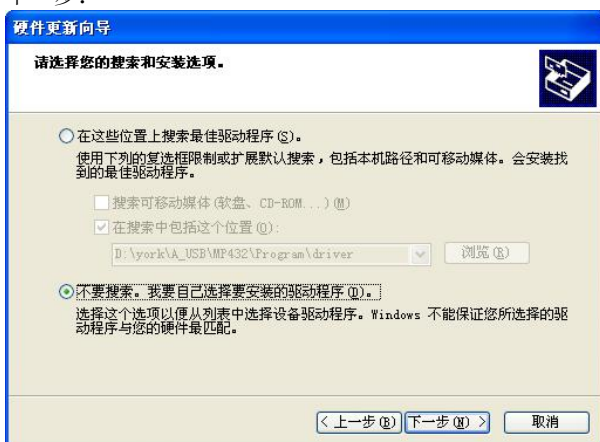 硬件更新向导
请选择您的搜索和安装选项。
在这些位置上搜索最佳驱动程序(S)。
使用下列的复选框限制或扩展默认搜索，包括本机路径和可移动媒体。会安装找
到的最佳驱动程序。
搜索可移动媒体(软盘、CD-ROM...)(M)
在搜索中包括这个位置(O):
D:\york\A_USB\MP432\Program\driver
浏览(R)
不要搜索。我要自己选择要安装的驱动程序(D)。
选择这个选项以便从列表中选择设备驱动程序。Windows 不能保证您所选择的驱
动程序与您的硬件最匹配。
< 上一步(B) 下一步(N) > 取消